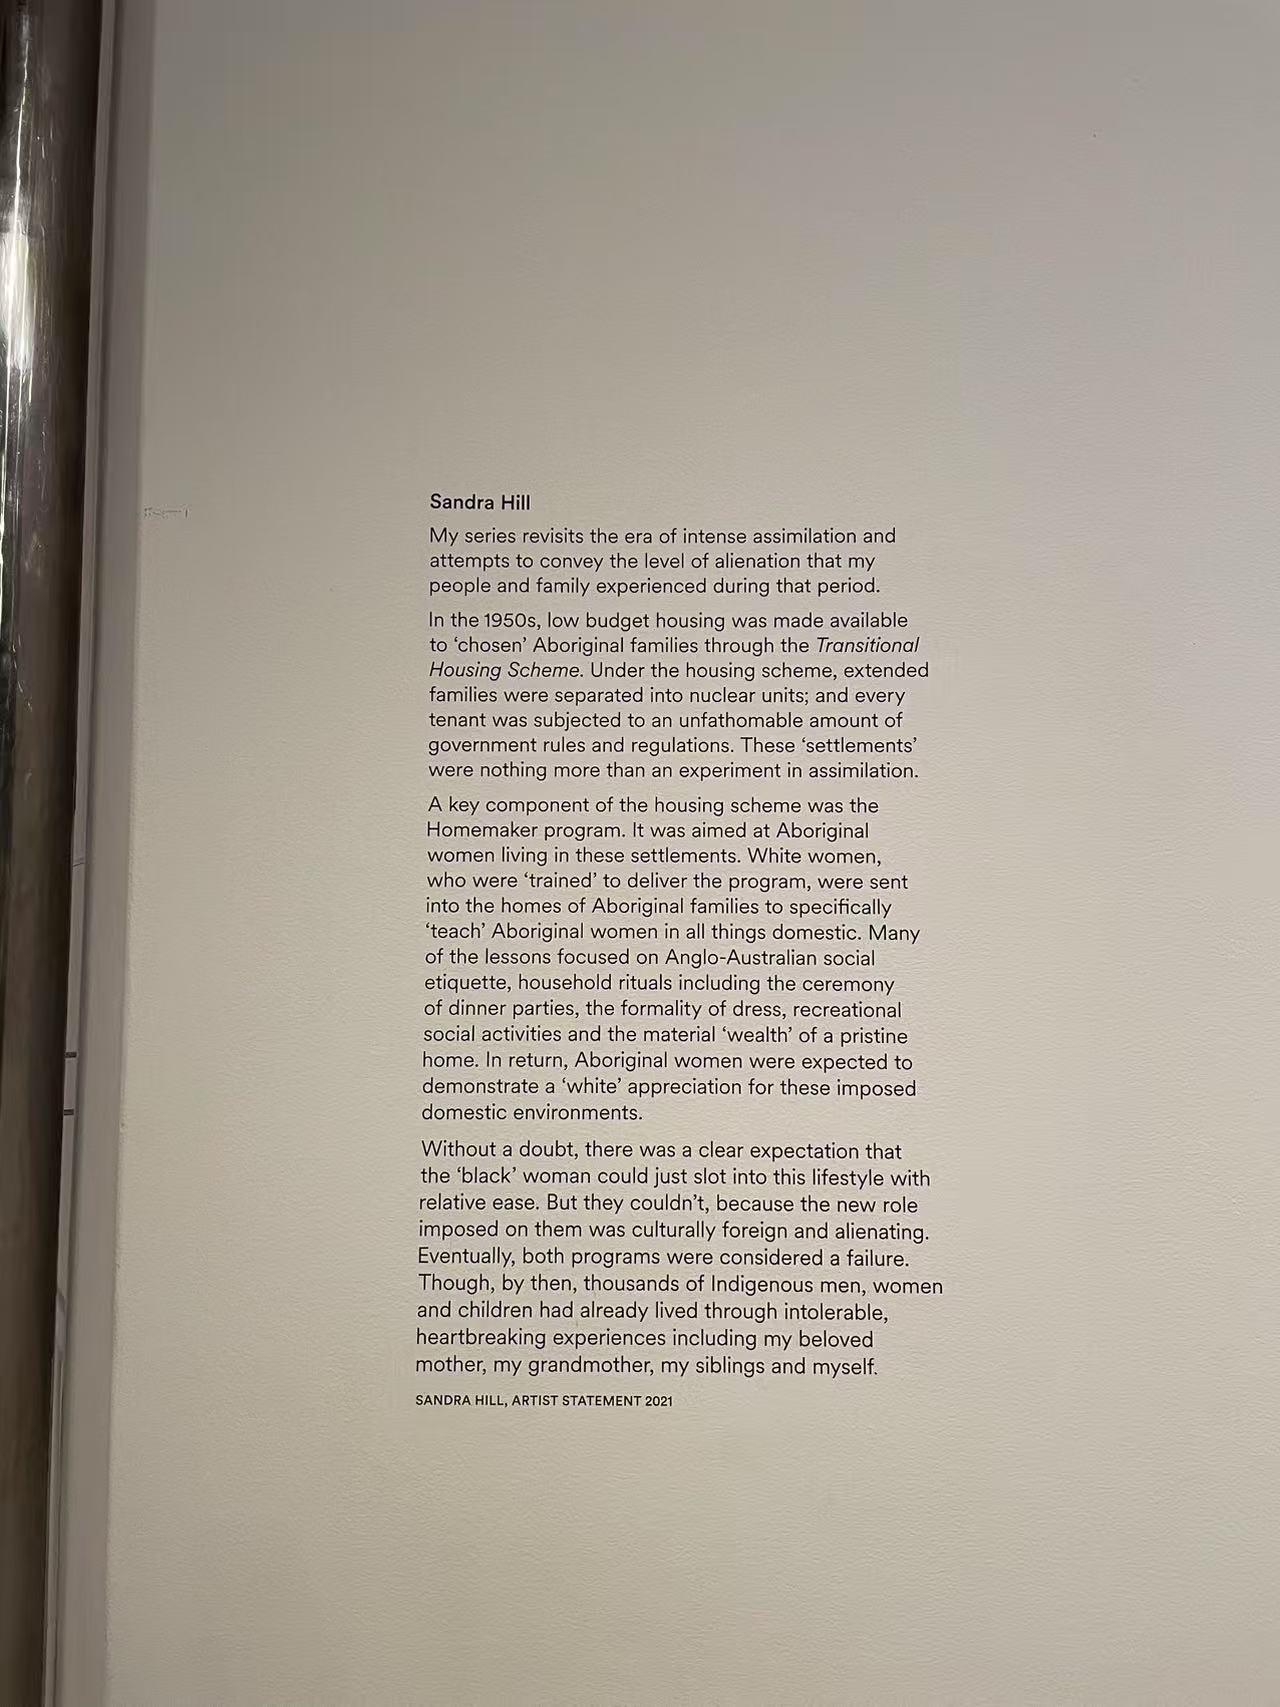 Sandra Hill
My series revisits the era of intense assimilation and
attempts to convey the level of alienation that my
people and family experienced during that period.
In the 1950s, low budget housing was made available
to ‘chosen’ Aboriginal families through the Transitional
Housing Scheme. Under the housing scheme, extended
families were separated into nuclear units; and every
tenant was subjected to an unfathomable amount of
government rules and regulations. These ‘settlements’
were nothing more than an experiment in assimilation.
A key component of the housing scheme was the
Homemaker program. It was aimed at Aboriginal
women living in these settlements. White women,
who were ‘trained’ to deliver the program, were sent
into the homes of Aboriginal families to specifically
‘teach’ Aboriginal women in all things domestic. Many
of the lessons focused on Anglo-Australian social
etiquette, household rituals including the ceremony
of dinner parties, the formality of dress, recreational
social activities and the material ‘wealth’ of a pristine
home. In return, Aboriginal women were expected to
demonstrate a ‘white’ appreciation for these imposed
domestic environments.
Without a doubt, there was a clear expectation that
the ‘black’ woman could just slot into this lifestyle with
relative ease. But they couldn’t, because the new role
imposed on them was culturally foreign and alienating.
Eventually, both programs were considered a failure.
Though, by then, thousands of Indigenous men, women
and children had already lived through intolerable,
heartbreaking experiences including my beloved
mother, my grandmother, my siblings and myself.
SANDRA HILL, ARTIST STATEMENT 2021